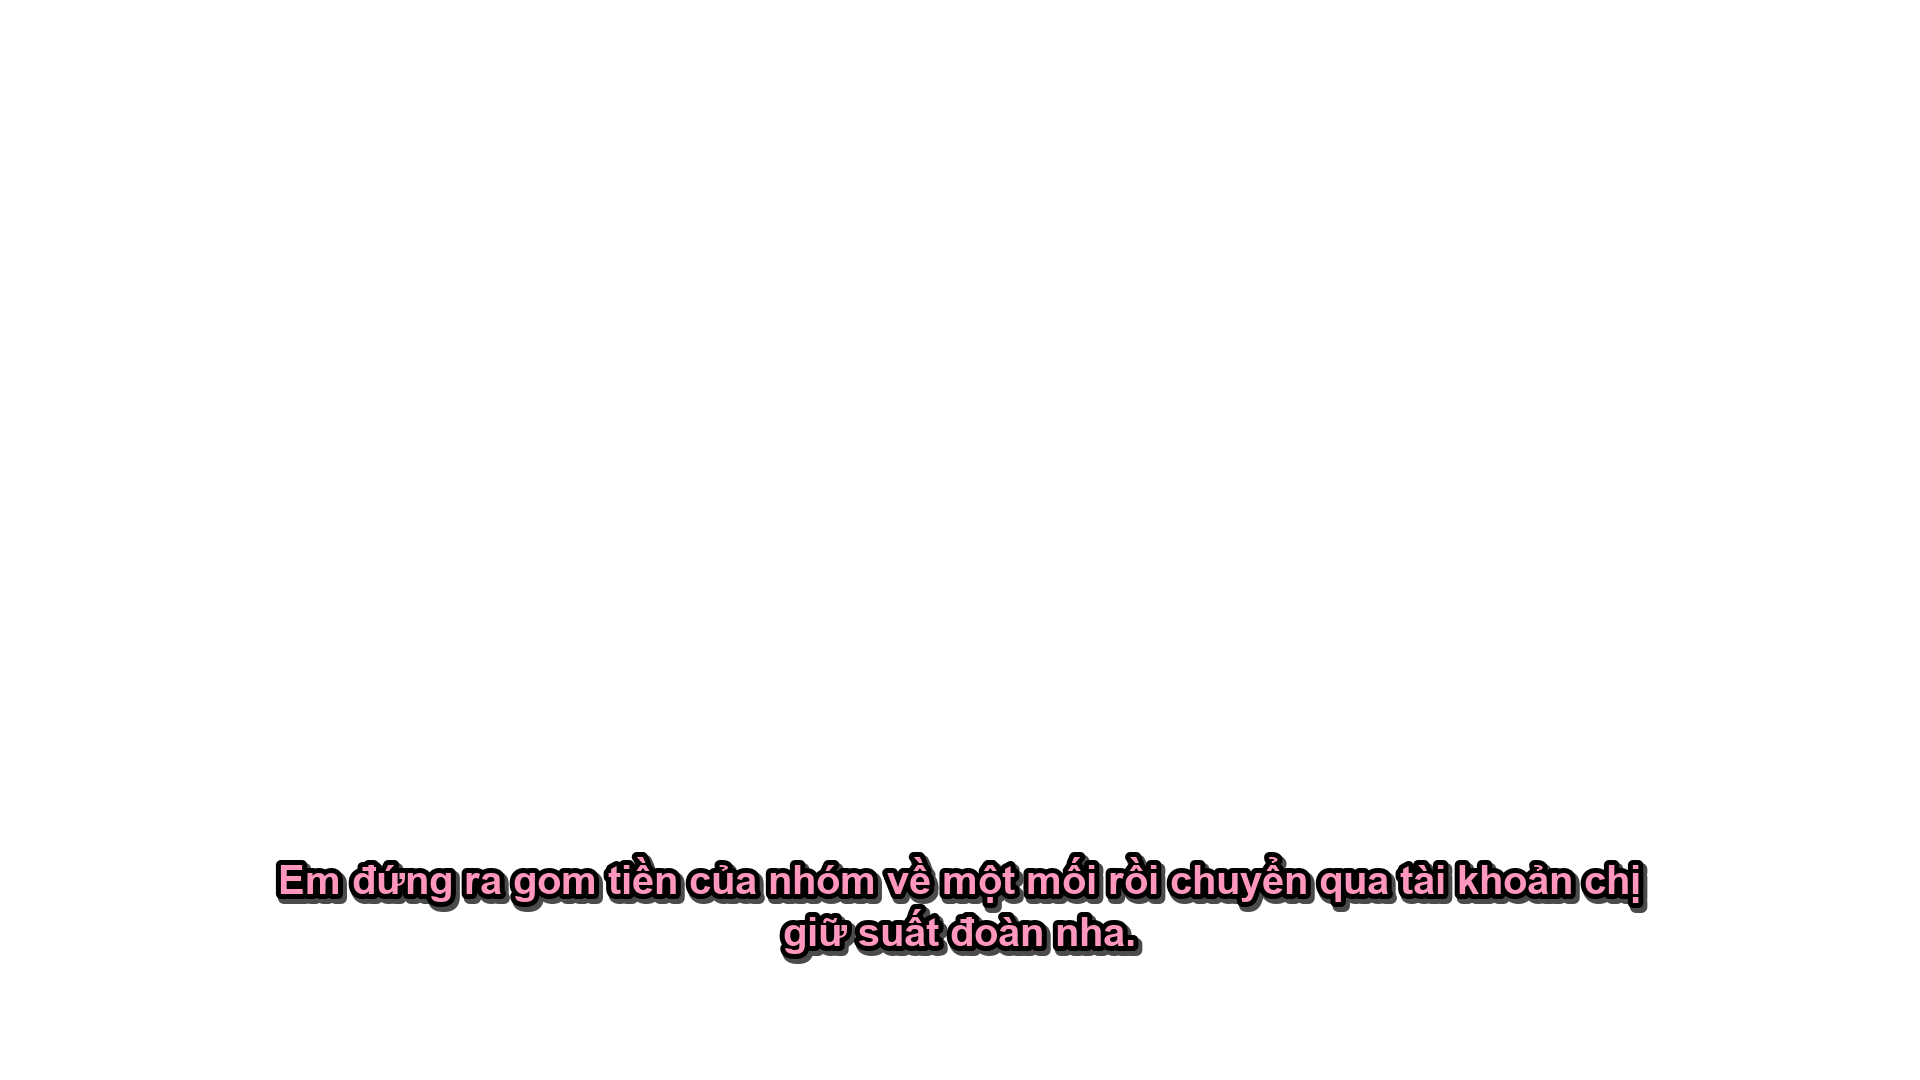 Em đứng ra gom tiền của nhóm về một mối rồi chuyển qua tài khoản chị
giữ suất đoàn nha.